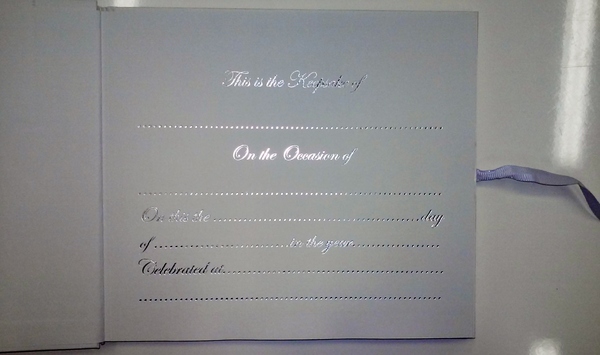 This is the Keepsake of
On the Occasion of
On this the ........ day
of ........ in the year ........
Celebrated at ........